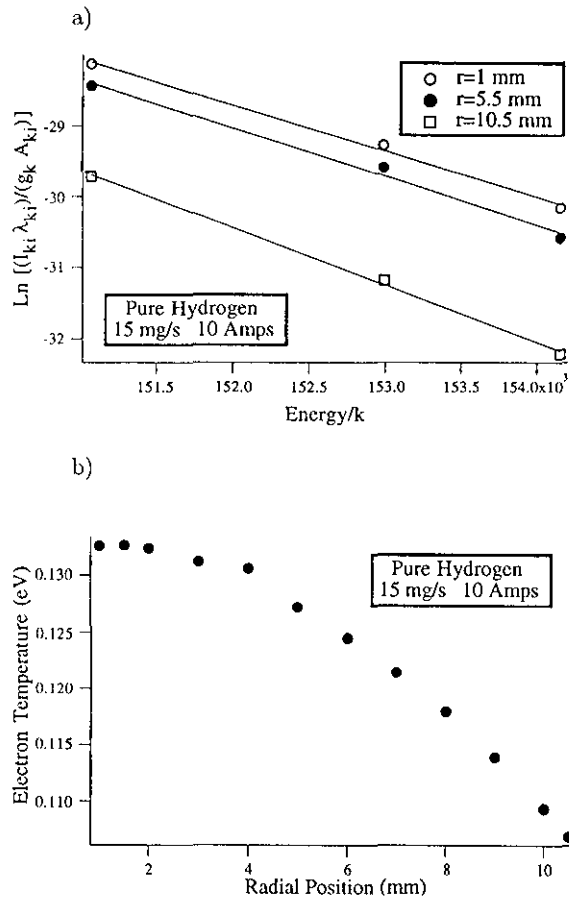 a)
Ln [(I_ki λ_ki)/(g_k A_ki)]
-29
-30
-31
-32
r=1 mm
r=5.5 mm
r=10.5 mm
Pure Hydrogen
15 mg/s 10 Amps
151.5
152.0
152.5
153.0
153.5
154.0x10³
Energy/k
b)
Electron Temperature (eV)
0.130
0.125
0.120
0.115
0.110
Pure Hydrogen
15 mg/s 10 Amps
2
4
6
8
10
Radial Position (mm)